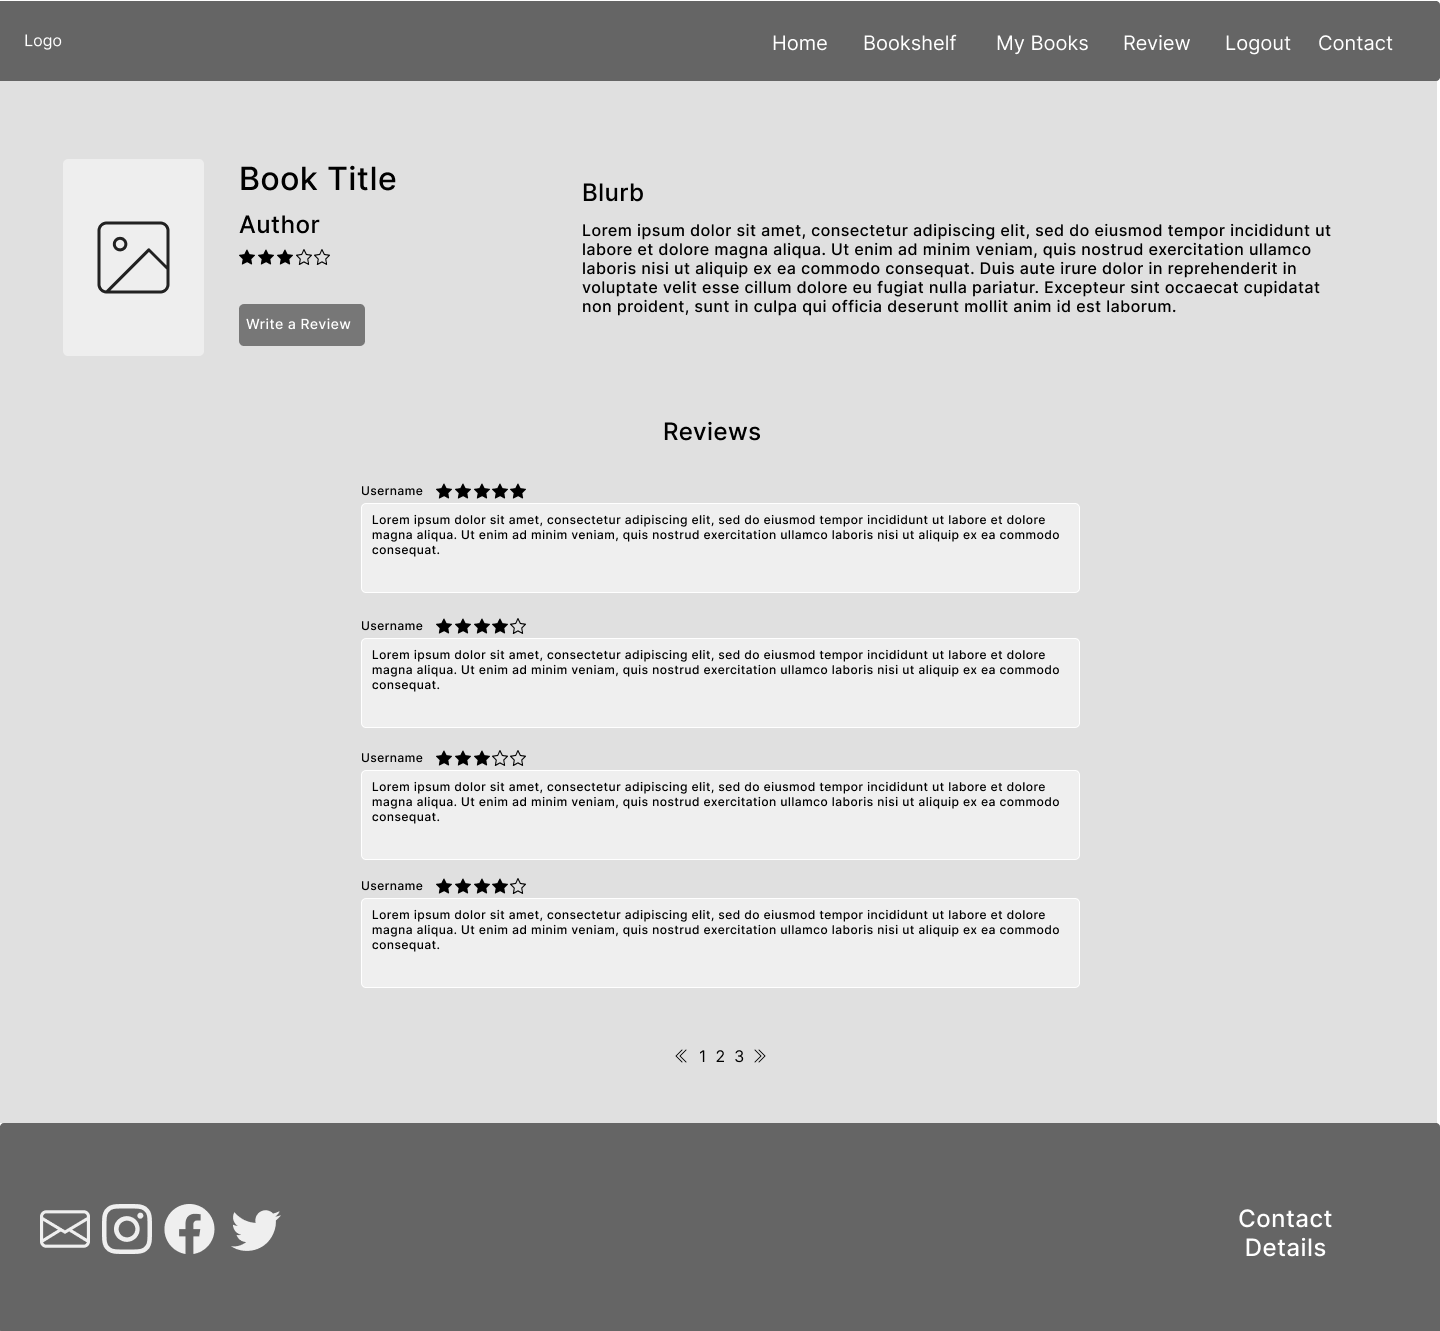 Logo
Home Bookshelf My Books Review Logout Contact
Book Title
Author
Write a Review
Blurb
Lorem ipsum dolor sit amet, consectetur adipiscing elit, sed do eiusmod tempor incididunt ut
labore et dolore magna aliqua. Ut enim ad minim veniam, quis nostrud exercitation ullamco
laboris nisi ut aliquip ex ea commodo consequat. Duis aute irure dolor in reprehenderit in
voluptate velit esse cillum dolore eu fugiat nulla pariatur. Excepteur sint occaecat cupidatat
non proident, sunt in culpa qui officia deserunt mollit anim id est laborum.
Reviews
Username
Lorem ipsum dolor sit amet, consectetur adipiscing elit, sed do eiusmod tempor incididunt ut labore et dolore
magna aliqua. Ut enim ad minim veniam, quis nostrud exercitation ullamco laboris nisi ut aliquip ex ea commodo
consequat.
Username
Lorem ipsum dolor sit amet, consectetur adipiscing elit, sed do eiusmod tempor incididunt ut labore et dolore
magna aliqua. Ut enim ad minim veniam, quis nostrud exercitation ullamco laboris nisi ut aliquip ex ea commodo
consequat.
Username
Lorem ipsum dolor sit amet, consectetur adipiscing elit, sed do eiusmod tempor incididunt ut labore et dolore
magna aliqua. Ut enim ad minim veniam, quis nostrud exercitation ullamco laboris nisi ut aliquip ex ea commodo
consequat.
Username
Lorem ipsum dolor sit amet, consectetur adipiscing elit, sed do eiusmod tempor incididunt ut labore et dolore
magna aliqua. Ut enim ad minim veniam, quis nostrud exercitation ullamco laboris nisi ut aliquip ex ea commodo
consequat.
1 2 3
Contact
Details